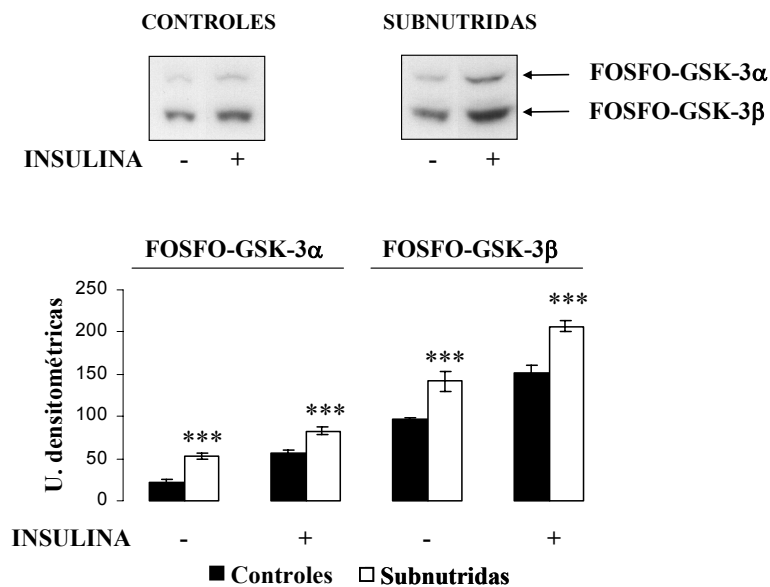 CONTROLES SUBNUTRIDAS
FOSFO-GSK-3α
FOSFO-GSK-3β
INSULINA - + - +
FOSFO-GSK-3α FOSFO-GSK-3β
U. densitométricas
250
200
150
100
50
0
*** *** *** ***
INSULINA - + - +
Controles Subnutridas